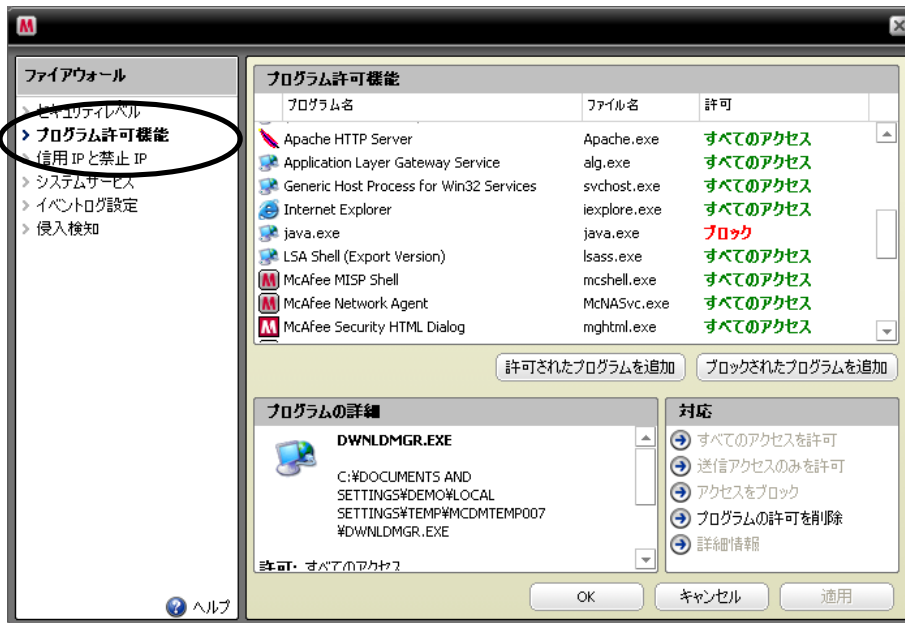 ファイアウォール
セキュリティレベル
プログラム許可機能
信用 IP と禁止 IP
システムサービス
イベントログ設定
侵入検知
ヘルプ
プログラム許可機能
プログラム名 ファイル名 許可
Apache HTTP Server Apache.exe すべてのアクセス
Application Layer Gateway Service alg.exe すべてのアクセス
Generic Host Process for Win32 Services svchost.exe すべてのアクセス
Internet Explorer iexplore.exe すべてのアクセス
java.exe java.exe ブロック
LSA Shell (Export Version) lsass.exe すべてのアクセス
McAfee MISP Shell mcshell.exe すべてのアクセス
McAfee Network Agent McNASvc.exe すべてのアクセス
McAfee Security HTML Dialog mghtml.exe すべてのアクセス
許可されたプログラムを追加 ブロックされたプログラムを追加
プログラムの詳細
DWNLDMGR.EXE
C:¥DOCUMENTS AND
SETTINGS¥DEMO¥LOCAL
SETTINGS¥TEMP¥MCDMTEMP007
¥DWNLDMGR.EXE
許可: すべてのアクセス
対応
すべてのアクセスを許可
送信アクセスのみを許可
アクセスをブロック
プログラムの許可を削除
詳細情報
OK キャンセル 適用